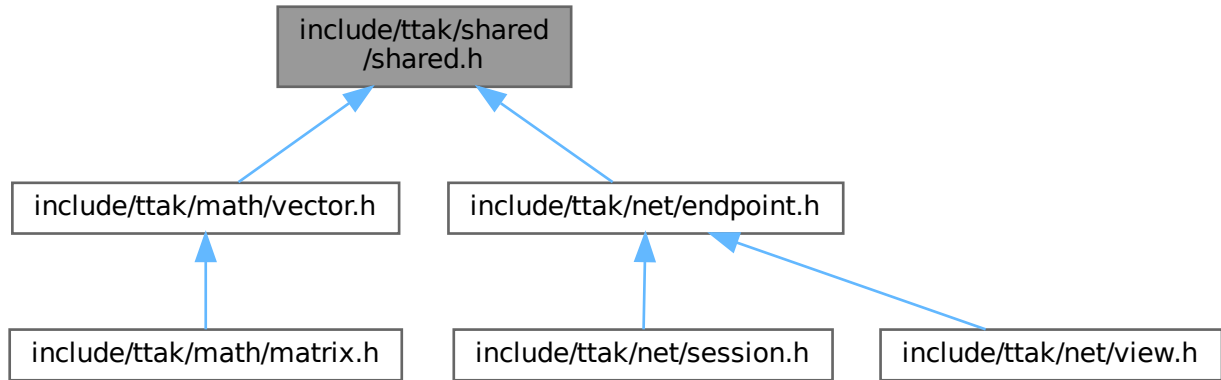 include/ttak/shared
/shared.h
include/ttak/math/vector.h
include/ttak/net/endpoint.h
include/ttak/math/matrix.h
include/ttak/net/session.h
include/ttak/net/view.h